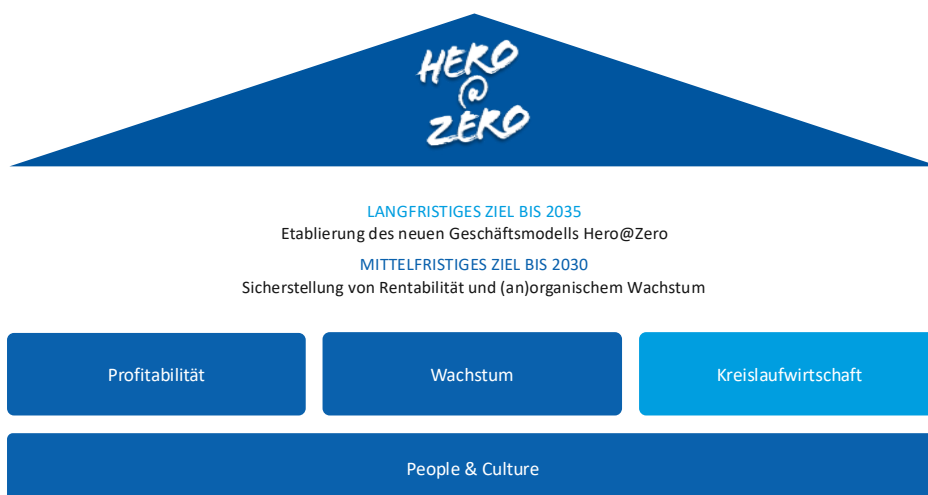 HERO
@
ZERO
LANGFRISTIGES ZIEL BIS 2035
Etablierung des neuen Geschäftsmodells Hero@Zero
MITTELFRISTIGES ZIEL BIS 2030
Sicherstellung von Rentabilität und (an)organischem Wachstum
Profitabilität
Wachstum
Kreislaufwirtschaft
People & Culture